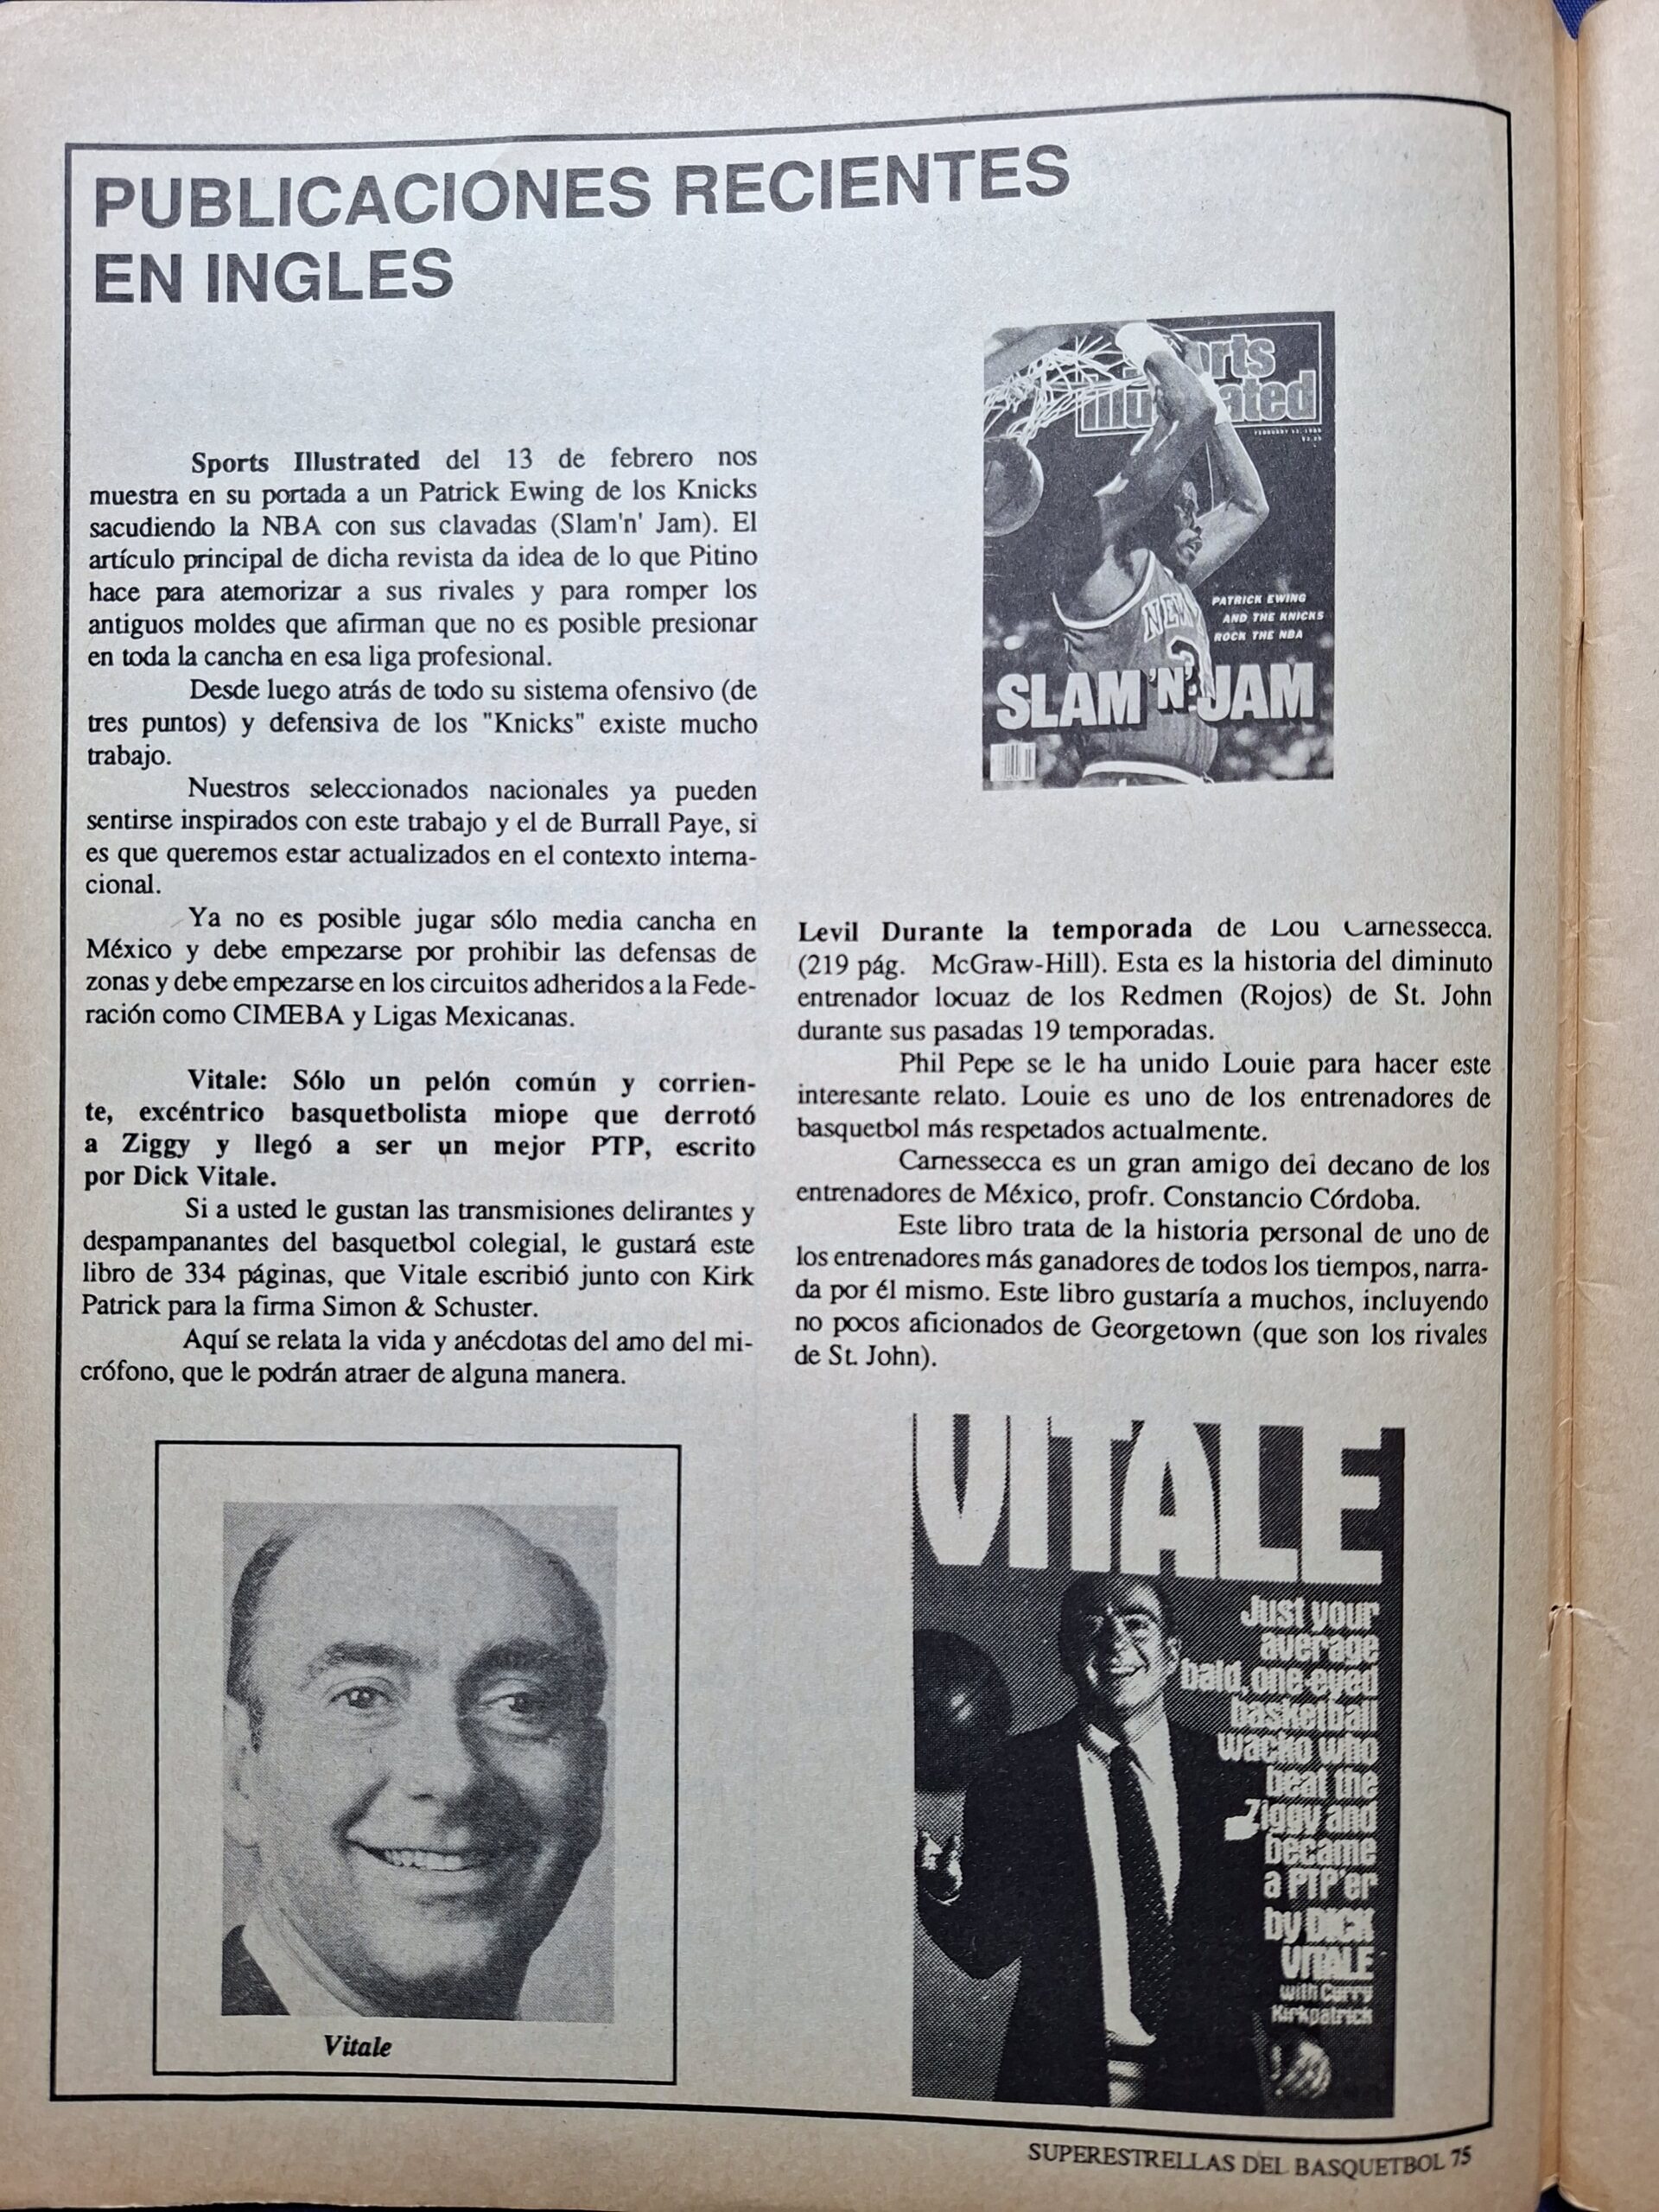 PUBLICACIONES RECIENTES
EN INGLES
Sports Illustrated del 13 de febrero nos
muestra en su portada a un Patrick Ewing de los Knicks
sacudiendo la NBA con sus clavadas (Slam'n' Jam). El
artículo principal de dicha revista da idea de lo que Pitino
hace para atemorizar a sus rivales y para romper los
antiguos moldes que afirman que no es posible presionar
en toda la cancha en esa liga profesional.
Desde luego atrás de todo su sistema ofensivo (de
tres puntos) y defensiva de los "Knicks" existe mucho
trabajo.
Nuestros seleccionados nacionales ya pueden
sentirse inspirados con este trabajo y el de Burrall Paye, si
es que queremos estar actualizados en el contexto interna-
cional.
Ya no es posible jugar sólo media cancha en
México y debe empezarse por prohibir las defensas de
zonas y debe empezarse en los circuitos adheridos a la Fede-
ración como CIMEBA y Ligas Mexicanas.
Vitale: Sólo un pelón común y corrien-
te, excéntrico basquetbolista miope que derrotó
a Ziggy y llegó a ser un mejor PTP, escrito
por Dick Vitale.
Si a usted le gustan las transmisiones delirantes y
despampanantes del basquetbol colegial, le gustará este
libro de 334 páginas, que Vitale escribió junto con Kirk
Patrick para la firma Simon & Schuster.
Aquí se relata la vida y anécdotas del amo del mi-
crófono, que le podrán atraer de alguna manera.
Vitale
orts
Illu ated
FEBRUARY 13, 1989
PATRICK EWING
AND THE KNICKS
ROCK THE NBA
NEW
SLAM 'N' JAM
Levil Durante la temporada de Lou Carnessecca.
(219 pág. McGraw-Hill). Esta es la historia del diminuto
entrenador locuaz de los Redmen (Rojos) de St. John
durante sus pasadas 19 temporadas.
Phil Pepe se le ha unido Louie para hacer este
interesante relato. Louie es uno de los entrenadores de
basquetbol más respetados actualmente.
Carnessecca es un gran amigo del decano de los
entrenadores de México, profr. Constancio Córdoba.
Este libro trata de la historia personal de uno de
los entrenadores más ganadores de todos los tiempos, narra-
da por él mismo. Este libro gustaría a muchos, incluyendo
no pocos aficionados de Georgetown (que son los rivales
de St. John).
VITALE
Just your
average
bald, one-eyed
basketball
wacko who
beat the
Ziggy and
became
a PTP'er
by DICK
VITALE
with Curry
Kirkpatrick
SUPERESTRELLAS DEL BASQUETBOL 75